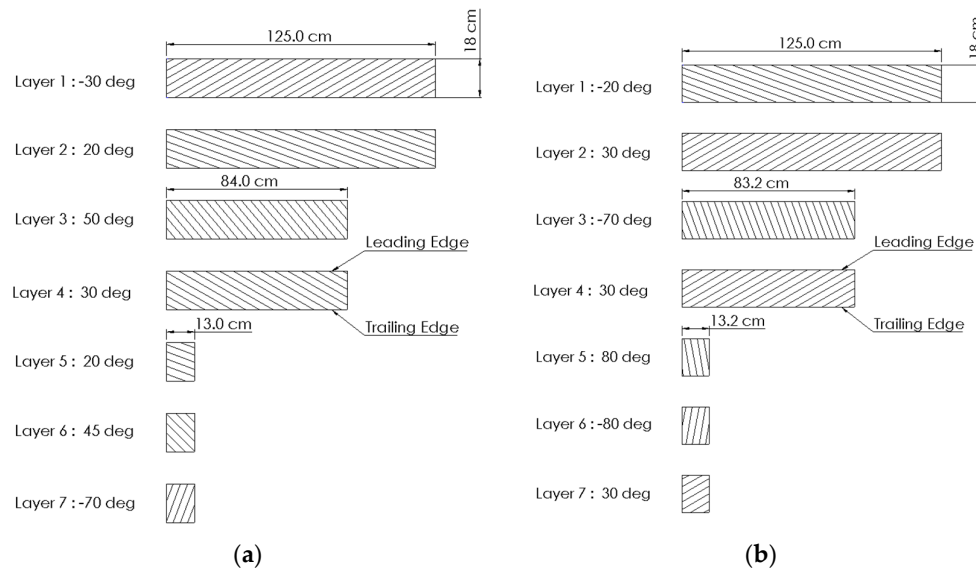 125.0 cm
18 cm
Layer 1 : -30 deg
Layer 2 : 20 deg
84.0 cm
Layer 3 : 50 deg
Leading Edge
Layer 4 : 30 deg
Trailing Edge
13.0 cm
Layer 5 : 20 deg
Layer 6 : 45 deg
Layer 7 : -70 deg
(a)
125.0 cm
18 cm
Layer 1 : -20 deg
Layer 2 : 30 deg
83.2 cm
Layer 3 : -70 deg
Leading Edge
Layer 4 : 30 deg
Trailing Edge
13.2 cm
Layer 5 : 80 deg
Layer 6 : -80 deg
Layer 7 : 30 deg
(b)